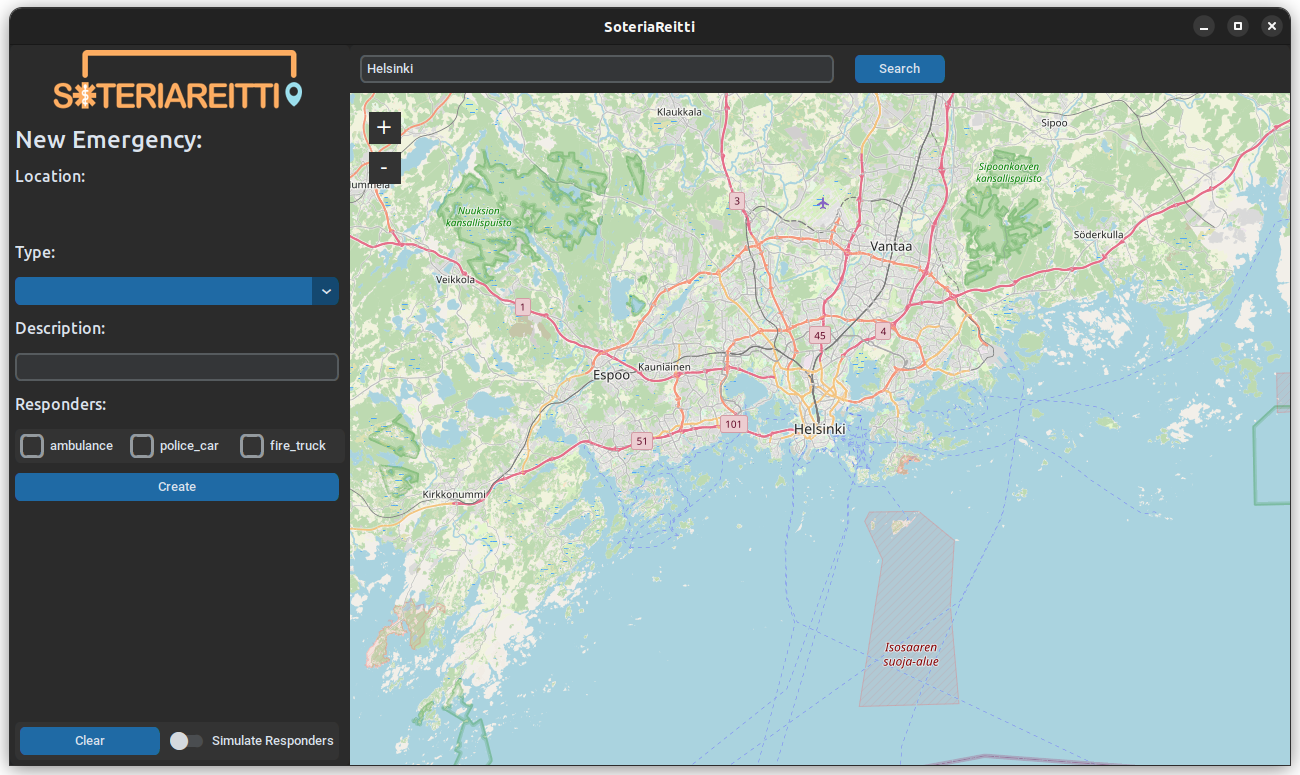 SoteriaReitti
SOTERIAREITTI
New Emergency:
Location:
Type:
Description:
Responders:
ambulance police_car fire_truck
Create
Clear Simulate Responders
Helsinki Search
+
-
Klaukkala
Sipoo
Sipoonkorven
kansallispuisto
ummela
3
Nuuksion
kansallispuisto
Söderkulla
Vantaa
Veikkola
1
45
4
Kauniainen
Espoo
101
Helsinki
51
Kirkkonummi
Isosaaren
suoja-alue